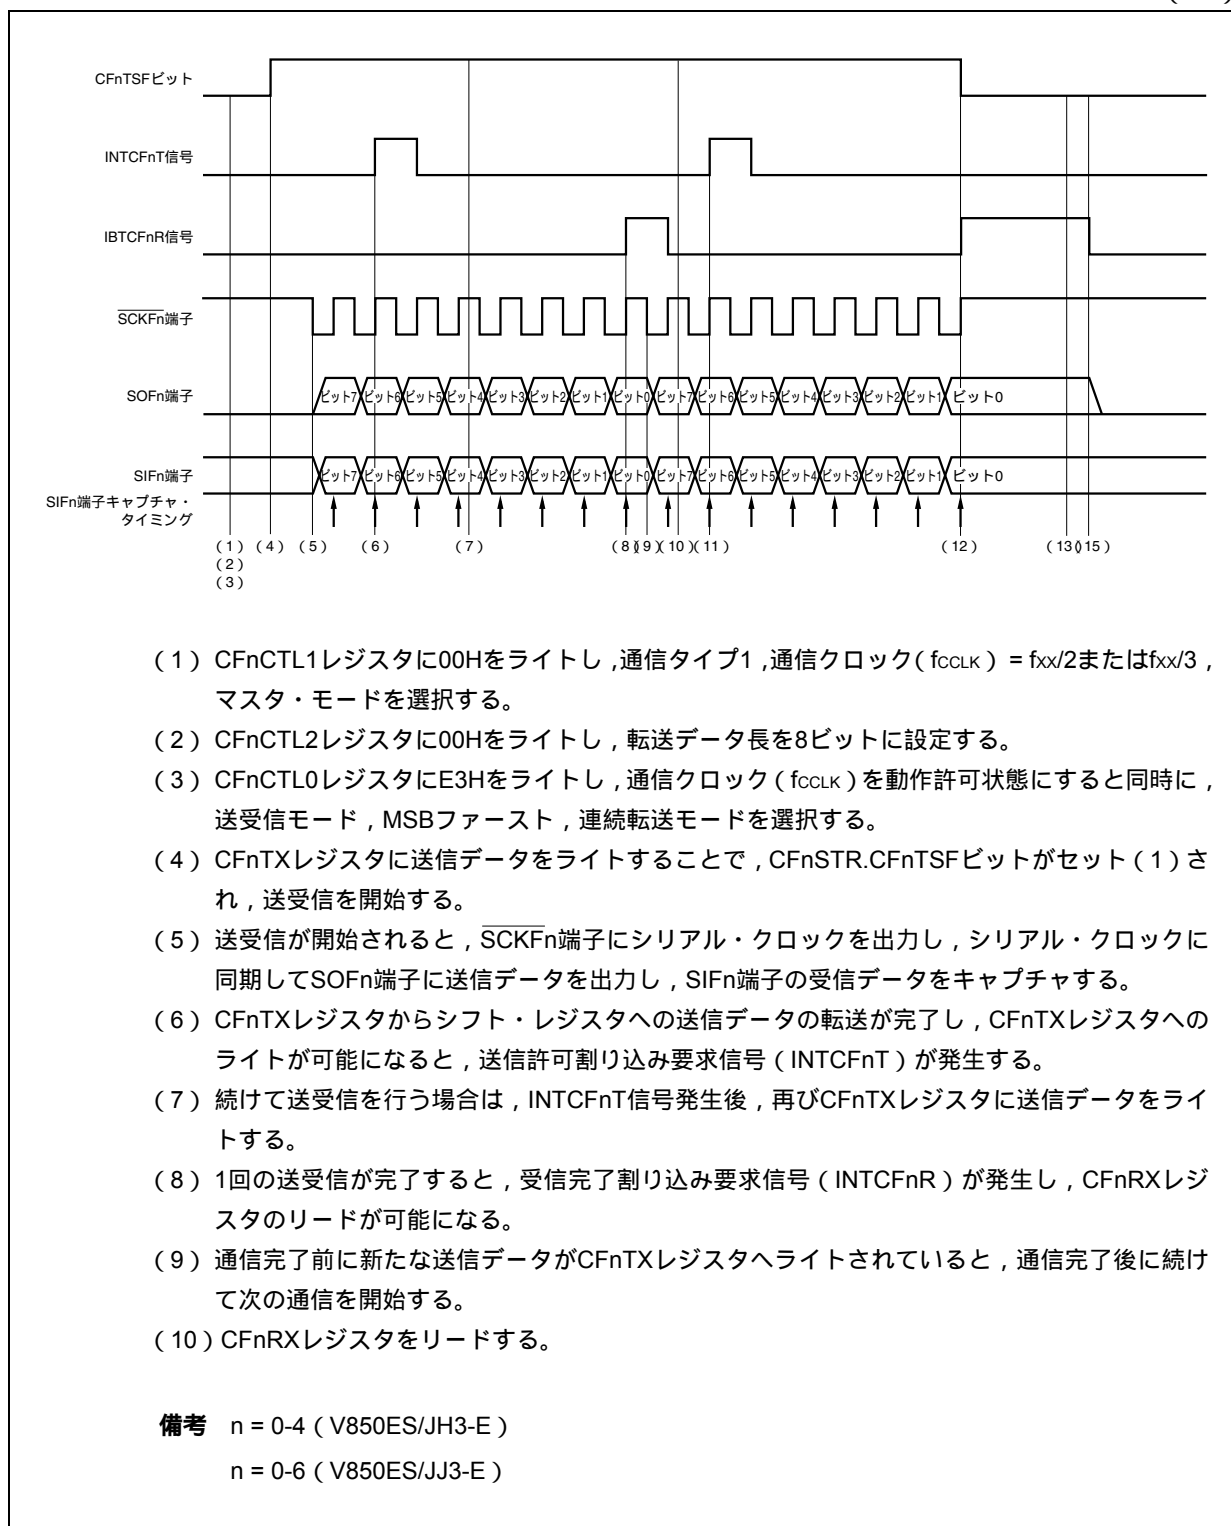 CFnTSFビット
INTCFnT信号
IBTCFnR信号
SCKFn端子
SOFn端子
ビット7 ビット6 ビット5 ビット4 ビット3 ビット2 ビット1 ビット0 ビット7 ビット6 ビット5 ビット4 ビット3 ビット2 ビット1 ビット0
SIFn端子
ビット7 ビット6 ビット5 ビット4 ビット3 ビット2 ビット1 ビット0 ビット7 ビット6 ビット5 ビット4 ビット3 ビット2 ビット1 ビット0
SIFn端子キャプチャ・
タイミング
(1) (4) (5) (6) (7) (8)(9)(10)(11) (12) (13)(15)
(2)
(3)
(1) CFnCTL1レジスタに00Hをライトし,通信タイプ1,通信クロック(fCCLK) = fXX/2またはfXX/3,
マスタ・モードを選択する。
(2) CFnCTL2レジスタに00Hをライトし,転送データ長を8ビットに設定する。
(3) CFnCTL0レジスタにE3Hをライトし,通信クロック(fCCLK)を動作許可状態にすると同時に,
送受信モード,MSBファースト,連続転送モードを選択する。
(4) CFnTXレジスタに送信データをライトすることで,CFnSTR.CFnTSFビットがセット(1)さ
れ,送受信を開始する。
(5) 送受信が開始されると,SCKFn端子にシリアル・クロックを出力し,シリアル・クロックに
同期してSOFn端子に送信データを出力し,SIFn端子の受信データをキャプチャする。
(6) CFnTXレジスタからシフト・レジスタへの送信データの転送が完了し,CFnTXレジスタへの
ライトが可能になると,送信許可割り込み要求信号(INTCFnT)が発生する。
(7) 続けて送受信を行う場合は,INTCFnT信号発生後,再びCFnTXレジスタに送信データをライ
トする。
(8) 1回の送受信が完了すると,受信完了割り込み要求信号(INTCFnR)が発生し,CFnRXレジ
スタのリードが可能になる。
(9) 通信完了前に新たな送信データがCFnTXレジスタへライトされていると,通信完了後に続け
て次の通信を開始する。
(10) CFnRXレジスタをリードする。
備考 n = 0-4 (V850ES/JH3-E)
n = 0-6 (V850ES/JJ3-E)